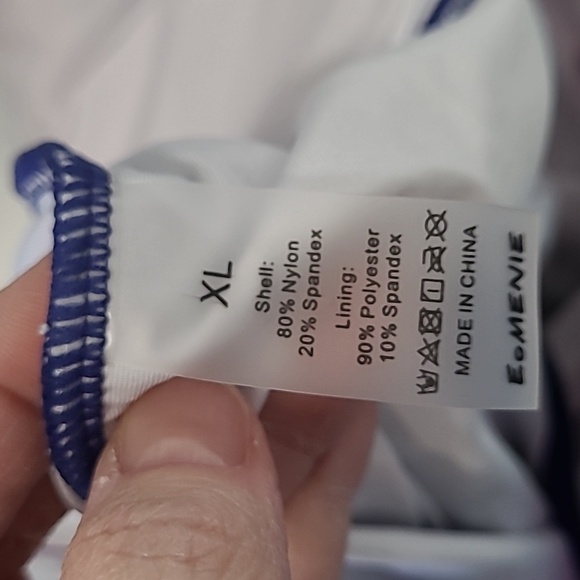 XL
Shell:
80% Nylon
20% Spandex
Lining:
90% Polyester
10% Spandex
MADE IN CHINA
EOMENIE